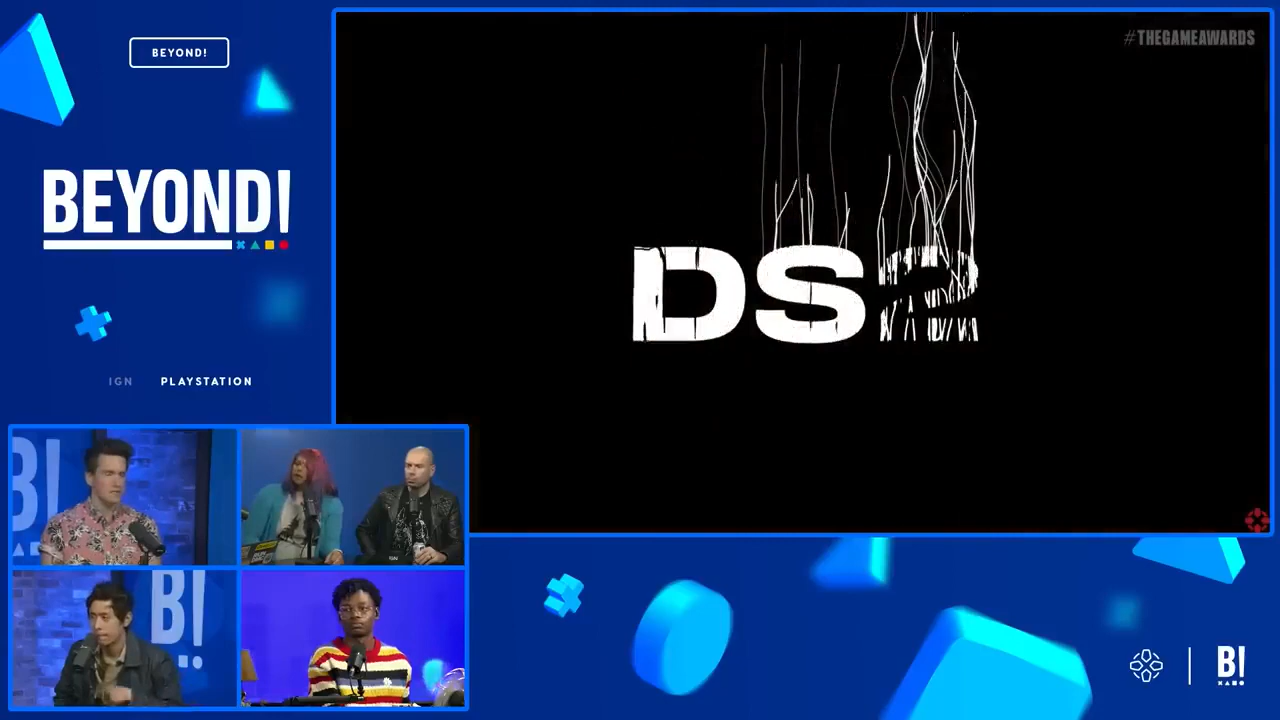 BEYOND!
#THEGAMEAWARDS
BEYOND!
DS2
IGN PLAYSTATION
B!
B!
B!